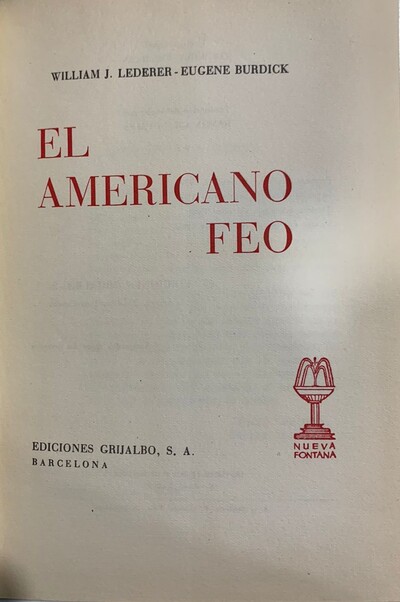 WILLIAM J. LEDERER - EUGENE BURDICK
EL
AMERICANO
FEO
NUEVA
FONTANA
EDICIONES GRIJALBO, S. A.
BARCELONA